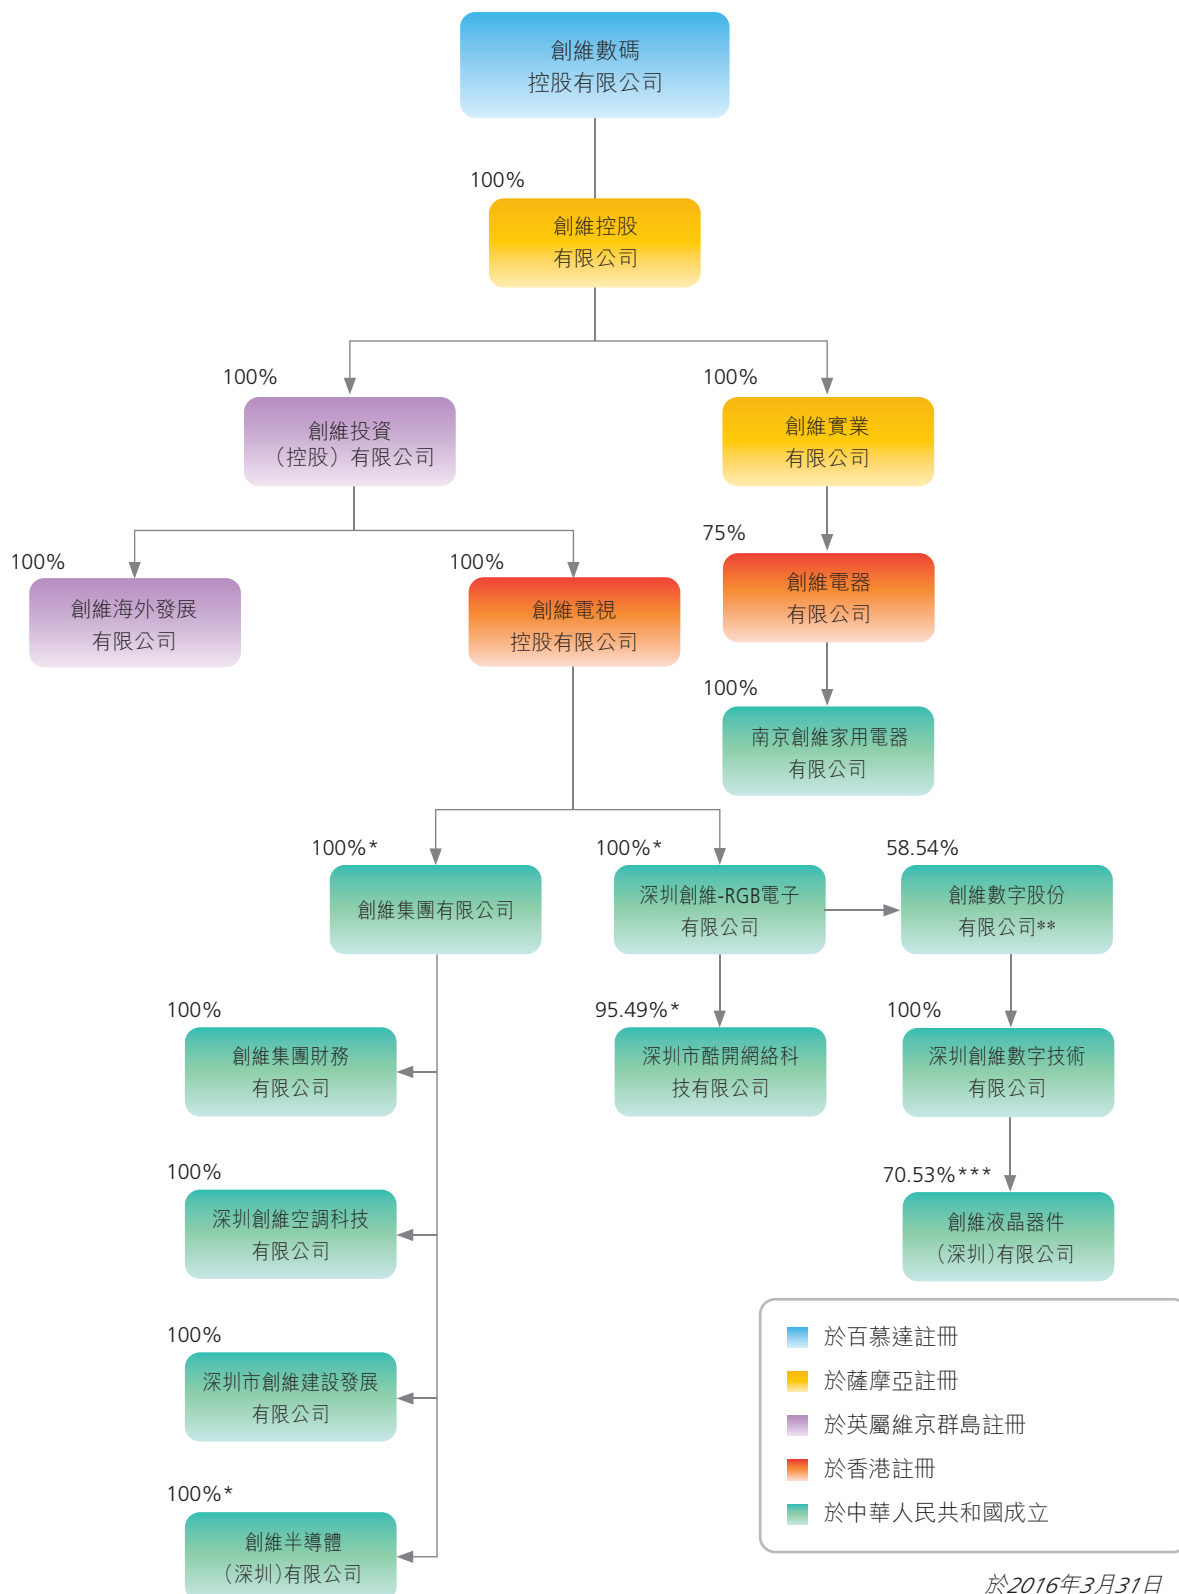 創維數碼
控股有限公司
100%
創維控股
有限公司
100%
創維投資
（控股）有限公司
100%
創維實業
有限公司
100%
創維海外發展
有限公司
100%
創維電視
控股有限公司
75%
創維電器
有限公司
100%
南京創維家用電器
有限公司
100%*
創維集團有限公司
100%*
深圳創維-RGB電子
有限公司
58.54%
創維數字股份
有限公司**
100%
創維集團財務
有限公司
95.49%*
深圳市酷開網絡科
技有限公司
100%
深圳創維數字技術
有限公司
100%
深圳創維空調科技
有限公司
70.53%***
創維液晶器件
（深圳)有限公司
100%
深圳市創維建設發展
有限公司
100%*
創維半導體
（深圳)有限公司
於百慕達註冊
於薩摩亞註冊
於英屬維京群島註冊
於香港註冊
於中華人民共和國成立
於2016年3月31日